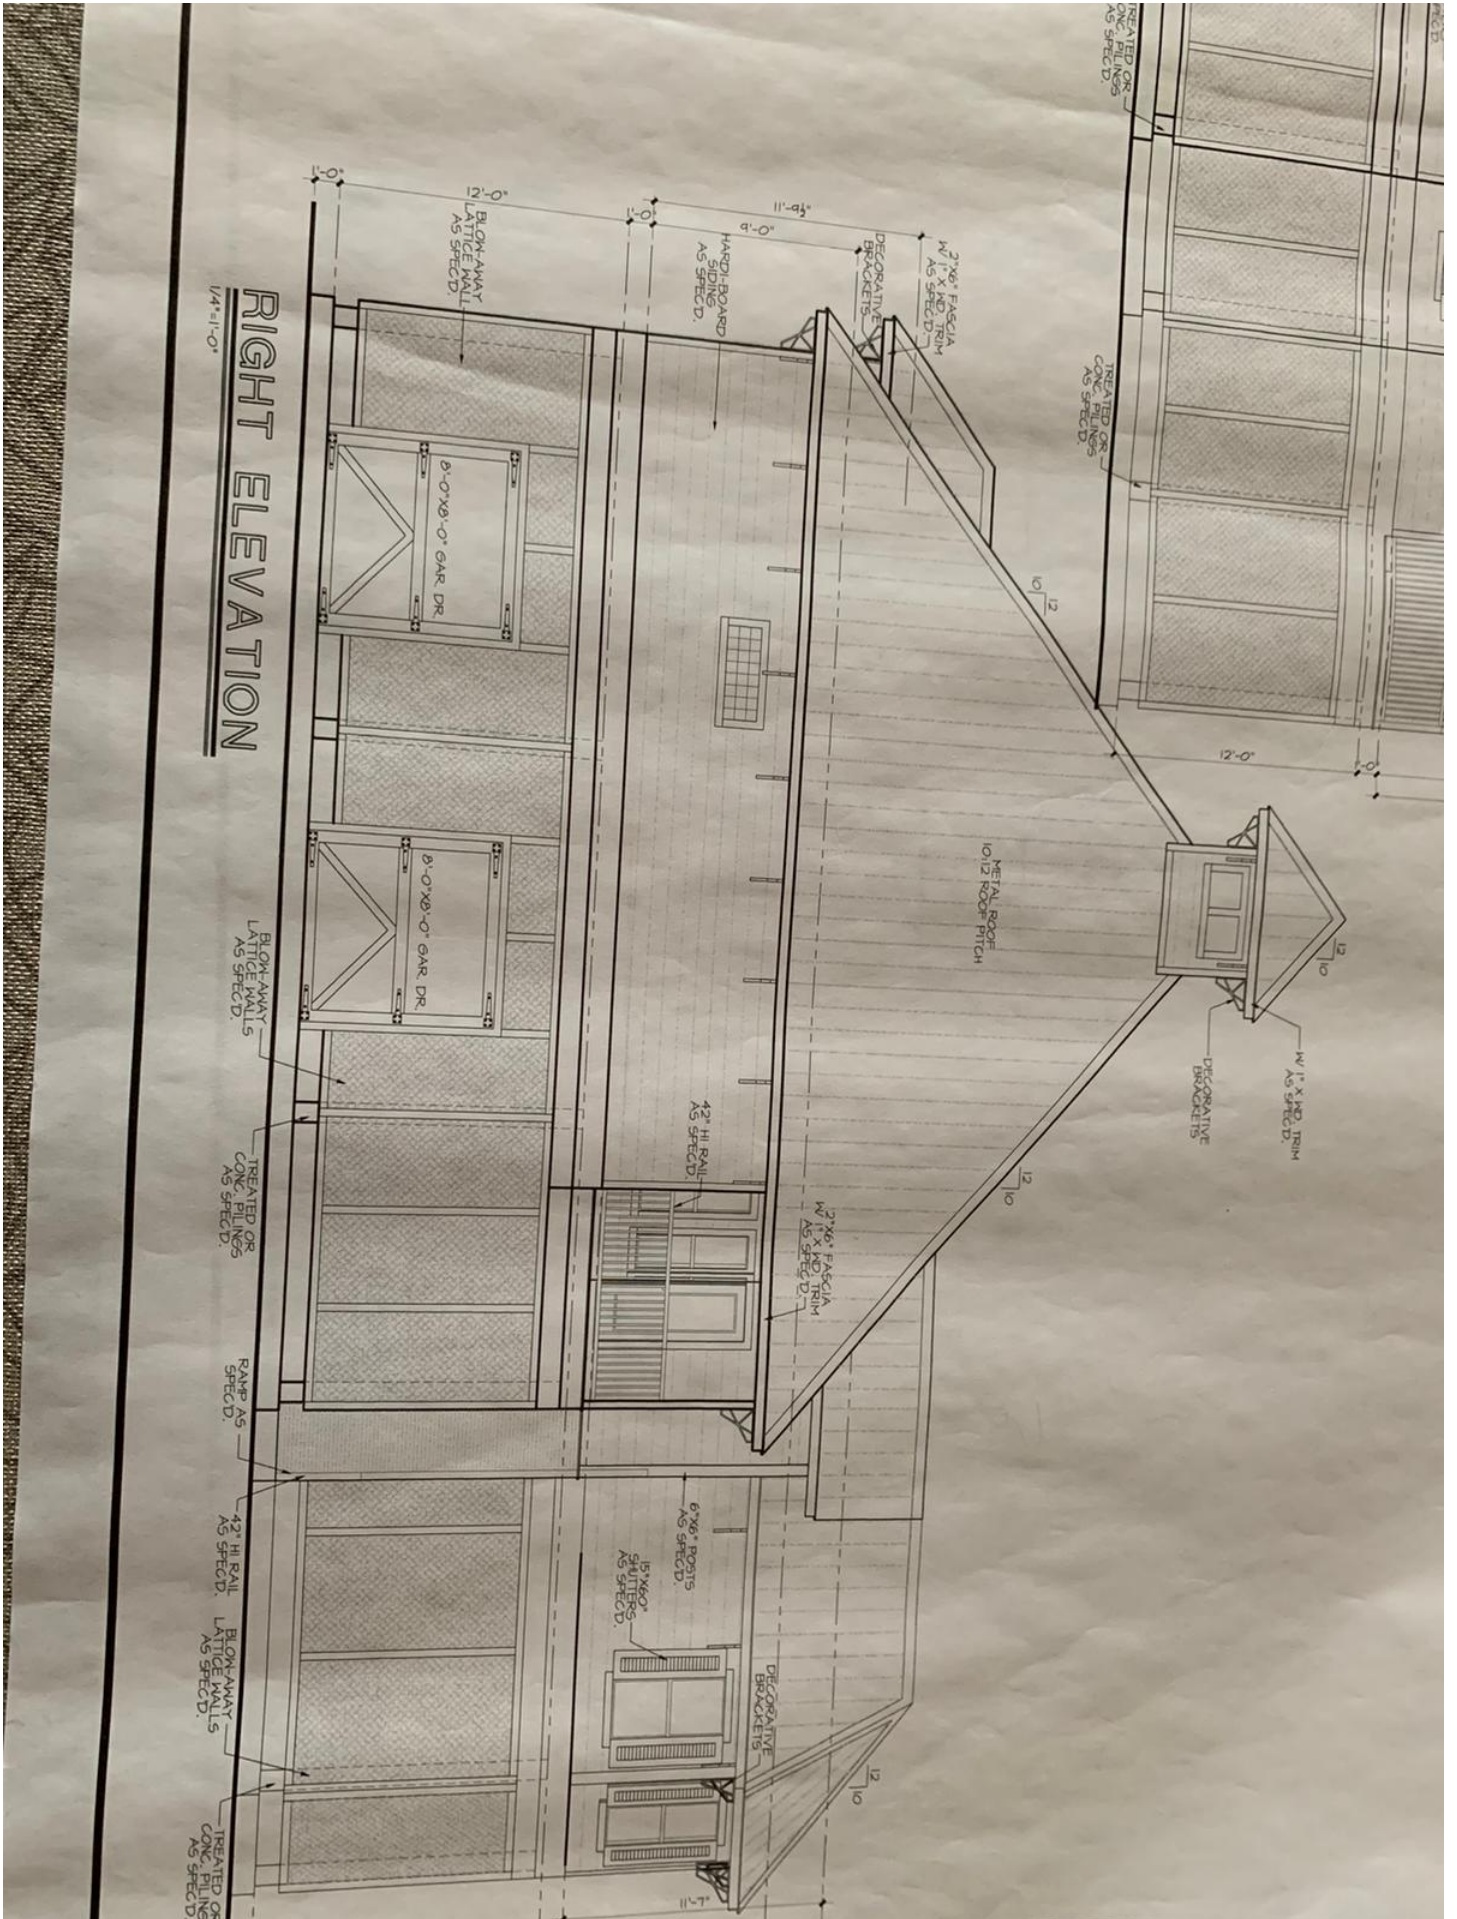 TREATED OR
CONC. PILINGS
AS SPEC'D.
TREATED OR
CONC. PILINGS
AS SPEC'D.
12'-0"
1'-0"
12
10
W/ 1" X WD. TRIM
AS SPEC'D.
DECORATIVE
BRACKETS
12
10
METAL ROOF
10:12 ROOF PITCH
12
10
2"X6" FASCIA
W/ 1" X WD. TRIM
AS SPEC'D.
DECORATIVE
BRACKETS
11'-9½"
9'-0"
1'-0"
12'-0"
1'-0"
HARDI-BOARD
SIDING
AS SPEC'D.
BLOW-AWAY
LATTICE WALL
AS SPEC'D.
8'-0"X8'-0" GAR. DR.
8'-0"X8'-0" GAR. DR.
42" HI RAIL
AS SPEC'D.
2"X6" FASCIA
W/ 1" X WD. TRIM
AS SPEC'D.
6"X6" POSTS
AS SPEC'D.
15"X60"
SHUTTERS
AS SPEC'D.
DECORATIVE
BRACKETS
12
10
11'-7"
BLOW-AWAY
LATTICE WALLS
AS SPEC'D.
TREATED OR
CONC. PILINGS
AS SPEC'D.
RAMP AS
SPEC'D.
42" HI RAIL
AS SPEC'D.
BLOW-AWAY
LATTICE WALLS
AS SPEC'D.
TREATED OR
CONC. PILINGS
AS SPEC'D.
RIGHT ELEVATION
1/4"=1'-0"